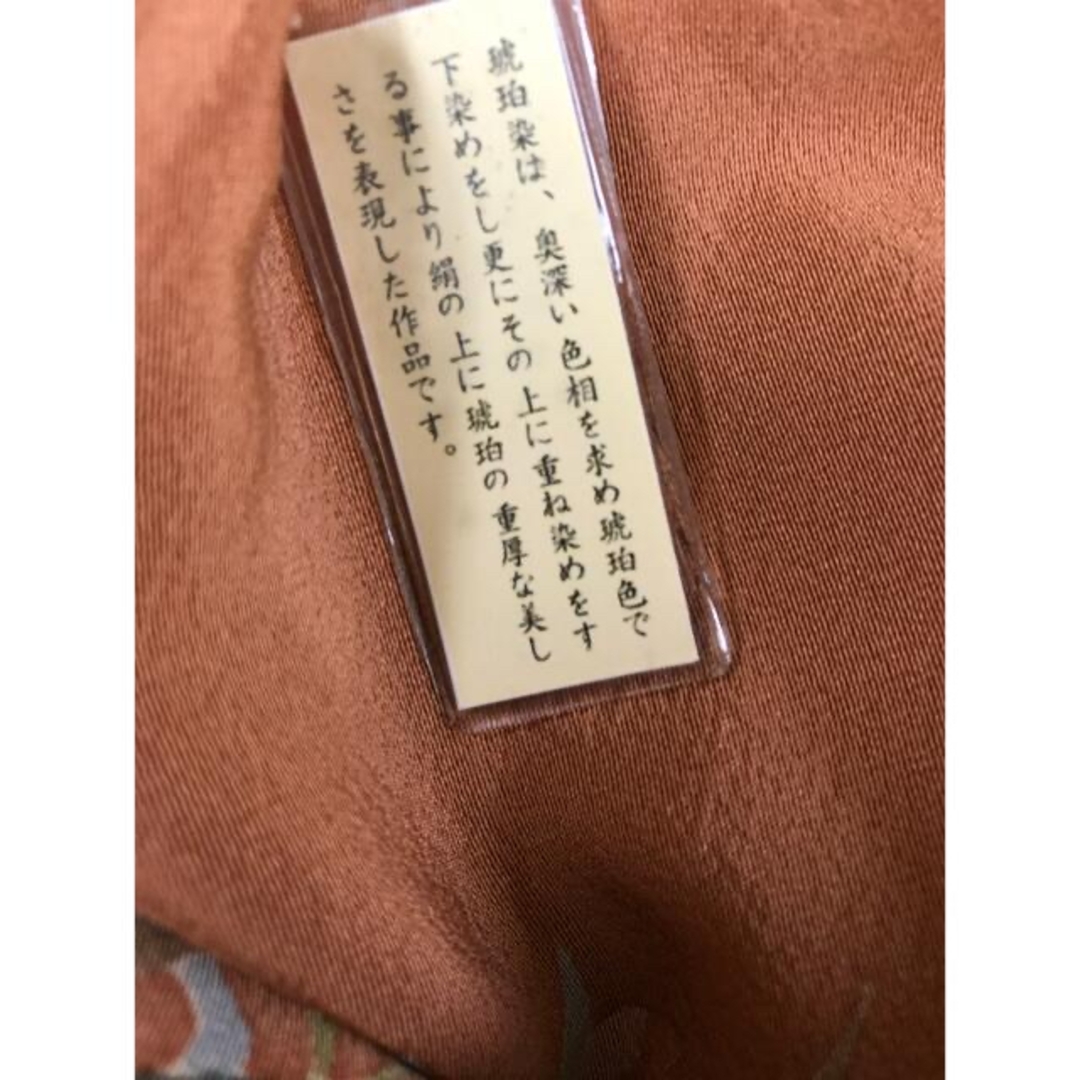 琥珀染は、奥深い色相を求め琥珀色で
下染めをし更にその上に重ね染めをす
る事により絹の上に琥珀の重厚な美し
さを表現した作品です。